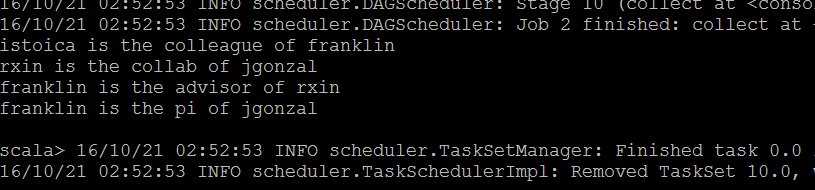 16/10/21 02:52:53 INFO scheduler.DAGScheduler: Stage 10 (collect at <conso
16/10/21 02:52:53 INFO scheduler.DAGScheduler: Job 2 finished: collect at
istoica is the colleague of franklin
rxin is the collab of jgonzal
franklin is the advisor of rxin
franklin is the pi of jgonzal
scala> 16/10/21 02:52:53 INFO scheduler.TaskSetManager: Finished task 0.0
16/10/21 02:52:53 INFO scheduler.TaskSchedulerImpl: Removed TaskSet 10.0,